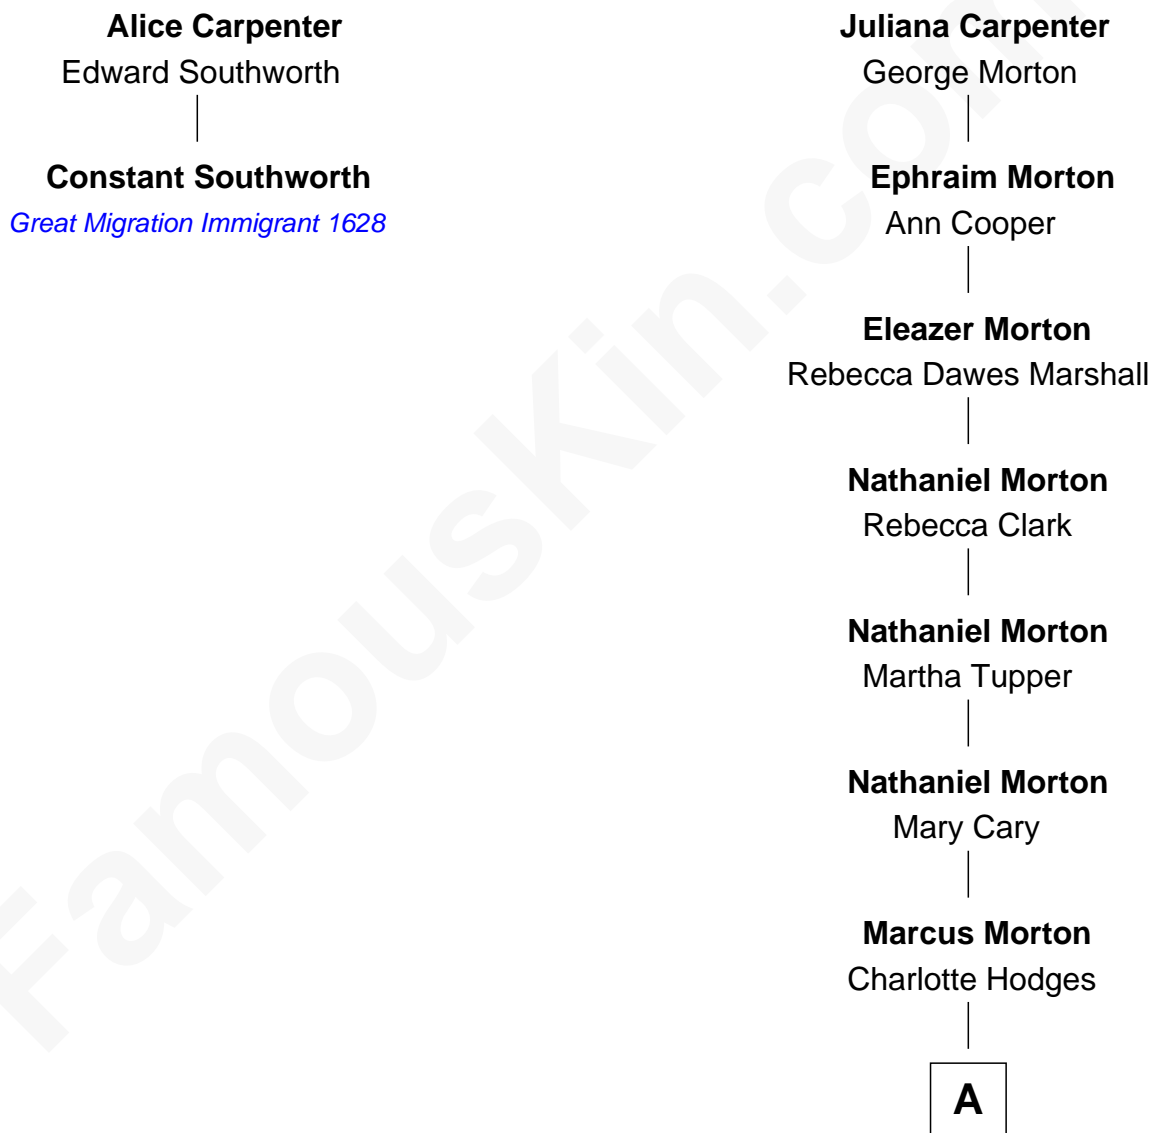 Alice Carpenter
Edward Southworth
Constant Southworth
Great Migration Immigrant 1628
Juliana Carpenter
George Morton
Ephraim Morton
Ann Cooper
Eleazer Morton
Rebecca Dawes Marshall
Nathaniel Morton
Rebecca Clark
Nathaniel Morton
Martha Tupper
Nathaniel Morton
Mary Cary
Marcus Morton
Charlotte Hodges
A
FamousKin.com